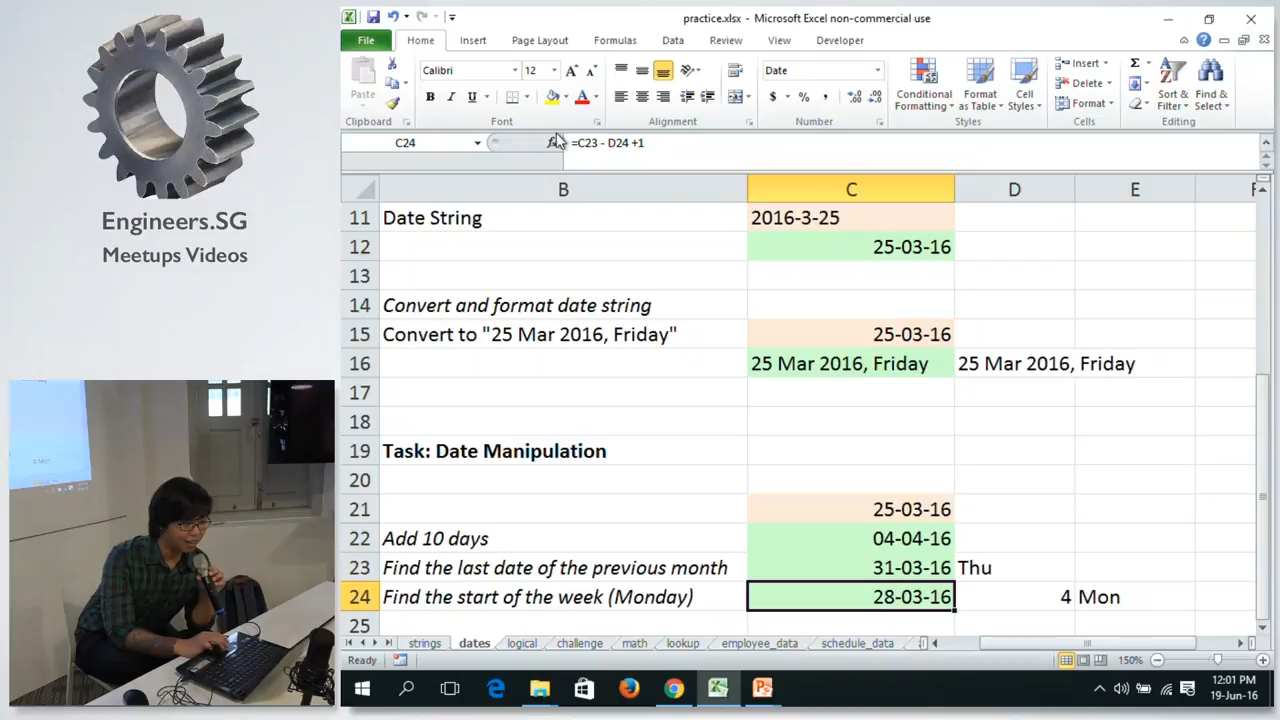 practice.xlsx - Microsoft Excel non-commercial use
File Home Insert Page Layout Formulas Data Review View Developer
Paste Calibri 12 Date Conditional Formatting Format as Table Cell Styles Insert Delete Format Sort & Filter Find & Select
Clipboard Font Alignment Number Styles Cells Editing
C24 fx =C23 - D24 +1
B C D E F
11 Date String 2016-3-25
12 25-03-16
13
14 Convert and format date string
15 Convert to "25 Mar 2016, Friday" 25-03-16
16 25 Mar 2016, Friday 25 Mar 2016, Friday
17
18
19 Task: Date Manipulation
20
21 25-03-16
22 Add 10 days 04-04-16
23 Find the last date of the previous month 31-03-16 Thu
24 Find the start of the week (Monday) 28-03-16 4 Mon
25
strings dates logical challenge math lookup employee_data schedule_data
Ready 150%
12:01 PM
19-Jun-16
Engineers.SG
Meetups Videos